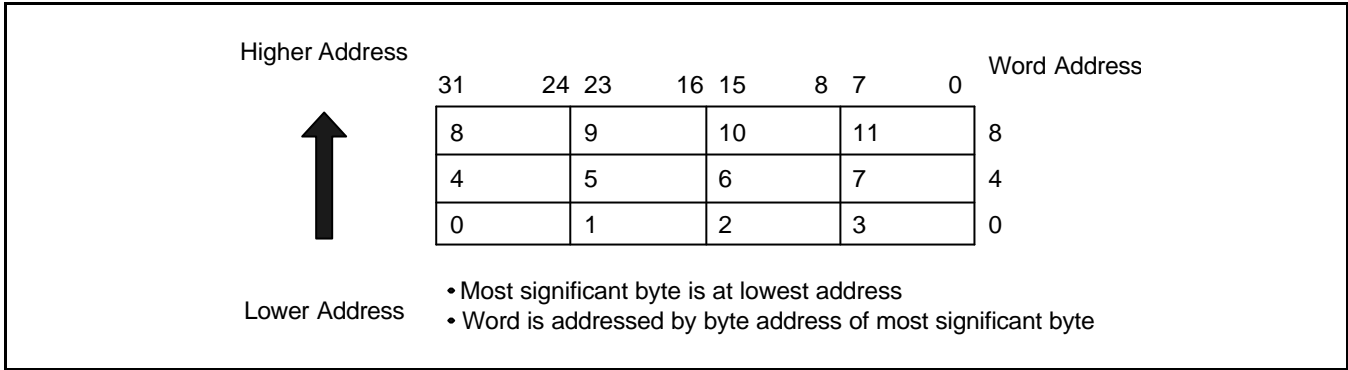 Higher Address
Word Address
31 24 23 16 15 8 7 0
8 9 10 11 8
4 5 6 7 4
0 1 2 3 0
Lower Address
• Most significant byte is at lowest address
• Word is addressed by byte address of most significant byte